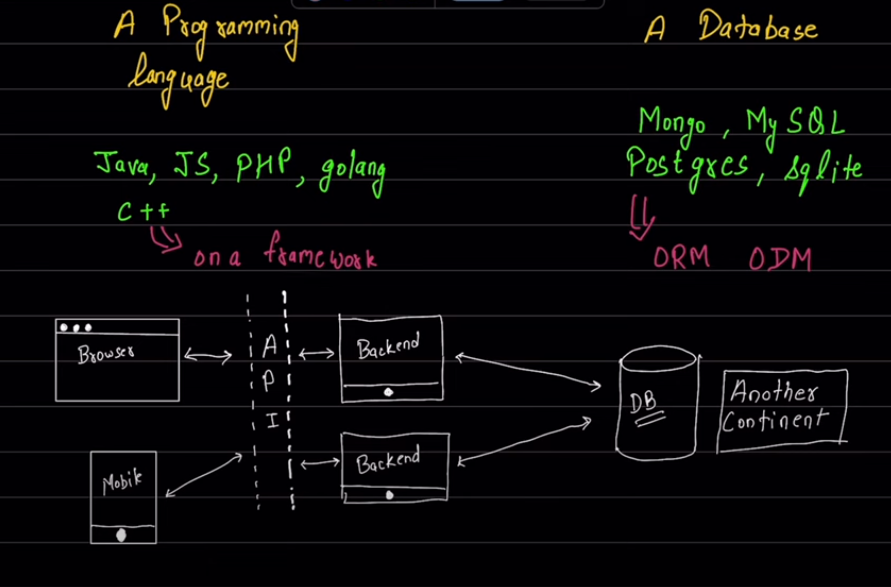 A Programming
language
A Database
Java, JS, PHP, golang
C++
on a framework
Mongo, MySQL
Postgres, sqlite
ORM ODM
Browser
Mobile
A
P
I
Backend
Backend
DB
Another
Continent